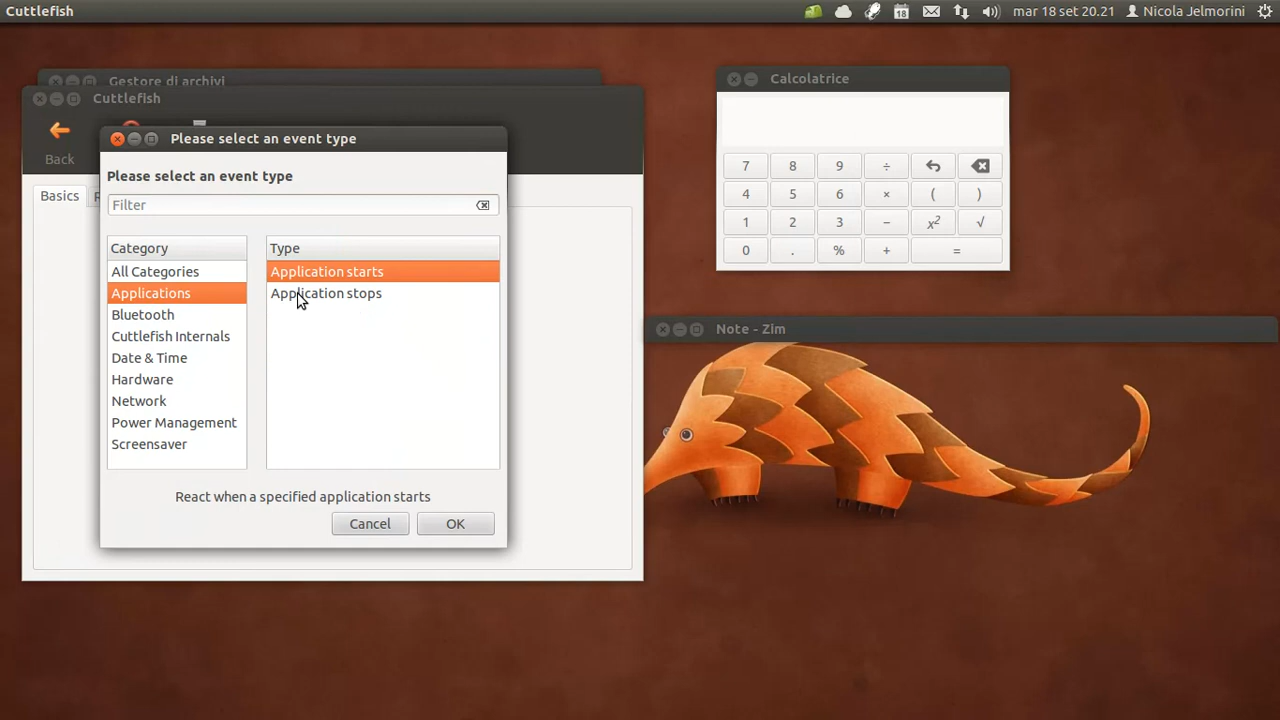 Cuttlefish
18
mar 18 set 20.21
Nicola Jelmorini
Gestore di archivi
Cuttlefish
Back
Basics
Please select an event type
Please select an event type
Filter
Category
Type
All Categories
Applications
Bluetooth
Cuttlefish Internals
Date & Time
Hardware
Network
Power Management
Screensaver
Application starts
Application stops
React when a specified application starts
Cancel
OK
Calcolatrice
7 8 9 ÷
4 5 6 × ( )
1 2 3 − x² √
0 . % + =
Note - Zim